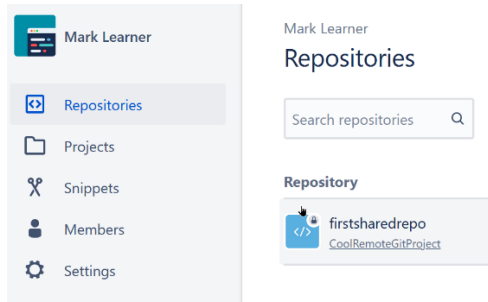 Mark Learner
Repositories
Projects
Snippets
Members
Settings
Mark Learner
Repositories
Search repositories
Repository
firstsharedrepo
CoolRemoteGitProject